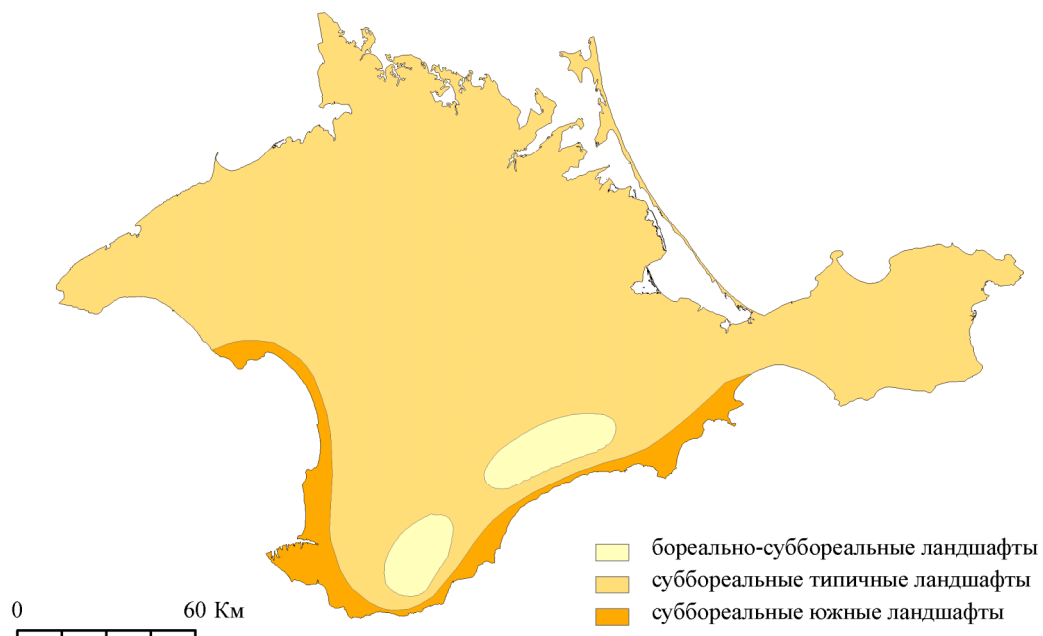 бореально-суббореальные ландшафты
суббореальные типичные ландшафты
суббореальные южные ландшафты
0 60 Км